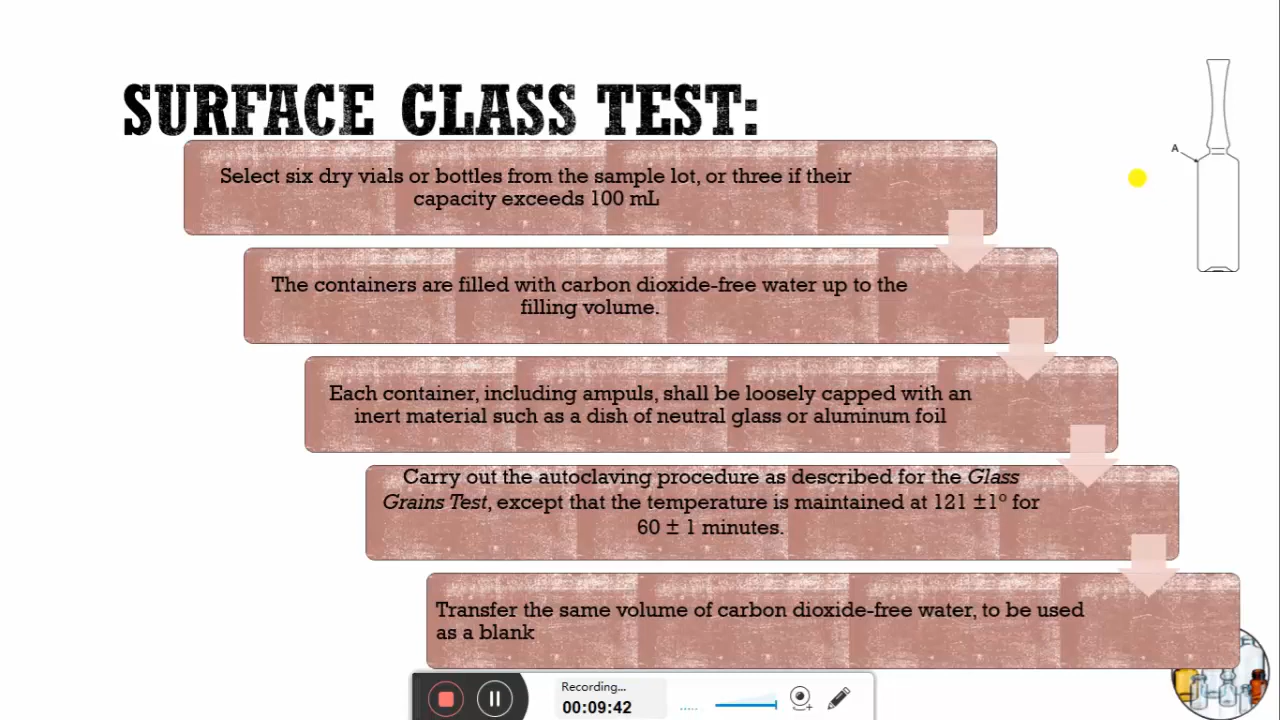 SURFACE GLASS TEST:
A
Select six dry vials or bottles from the sample lot, or three if their
capacity exceeds 100 mL
The containers are filled with carbon dioxide-free water up to the
filling volume.
Each container, including ampuls, shall be loosely capped with an
inert material such as a dish of neutral glass or aluminum foil
Carry out the autoclaving procedure as described for the Glass
Grains Test, except that the temperature is maintained at 121 ±1° for
60 ± 1 minutes.
Transfer the same volume of carbon dioxide-free water, to be used
as a blank
Recording...
00:09:42